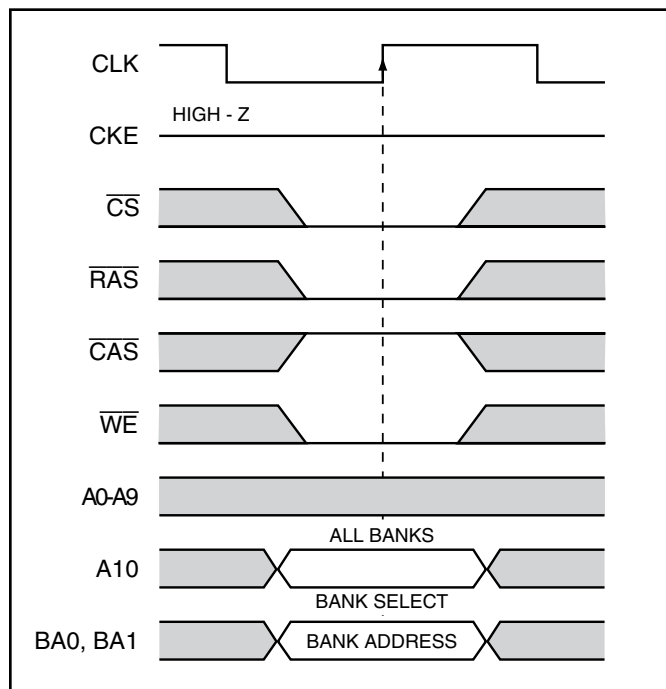 CLK
HIGH - Z
CKE
CS
RAS
CAS
WE
A0-A9
ALL BANKS
A10
BANK SELECT
BA0, BA1
BANK ADDRESS